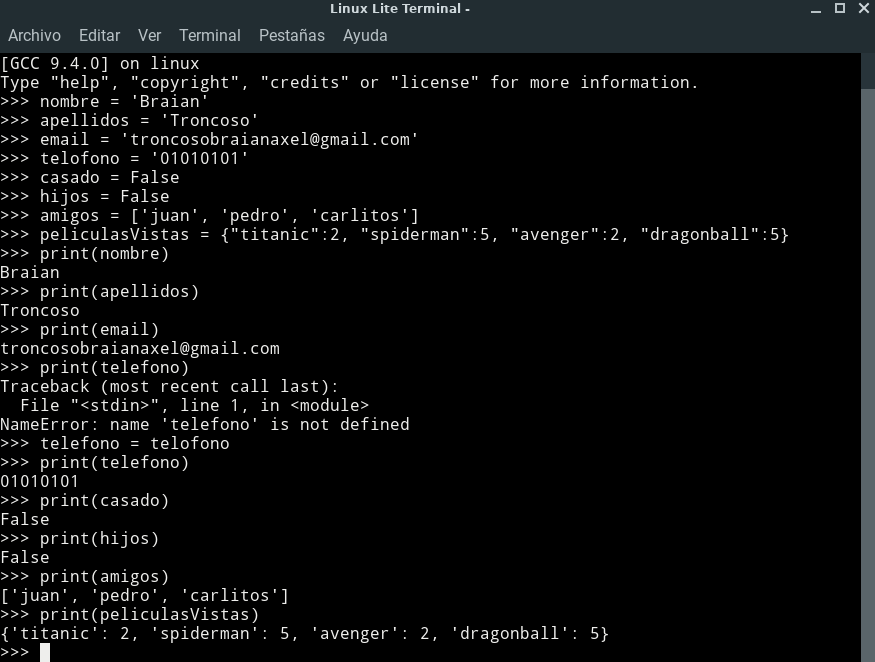 Linux Lite Terminal -
Archivo Editar Ver Terminal Pestañas Ayuda
[GCC 9.4.0] on linux
Type "help", "copyright", "credits" or "license" for more information.
>>> nombre = 'Braian'
>>> apellidos = 'Troncoso'
>>> email = 'troncosobraianaxel@gmail.com'
>>> telofono = '01010101'
>>> casado = False
>>> hijos = False
>>> amigos = ['juan', 'pedro', 'carlitos']
>>> peliculasVistas = {"titanic":2, "spiderman":5, "avenger":2, "dragonball":5}
>>> print(nombre)
Braian
>>> print(apellidos)
Troncoso
>>> print(email)
troncosobraianaxel@gmail.com
>>> print(telefono)
Traceback (most recent call last):
  File "<stdin>", line 1, in <module>
NameError: name 'telefono' is not defined
>>> telefono = telofono
>>> print(telefono)
01010101
>>> print(casado)
False
>>> print(hijos)
False
>>> print(amigos)
['juan', 'pedro', 'carlitos']
>>> print(peliculasVistas)
{'titanic': 2, 'spiderman': 5, 'avenger': 2, 'dragonball': 5}
>>>